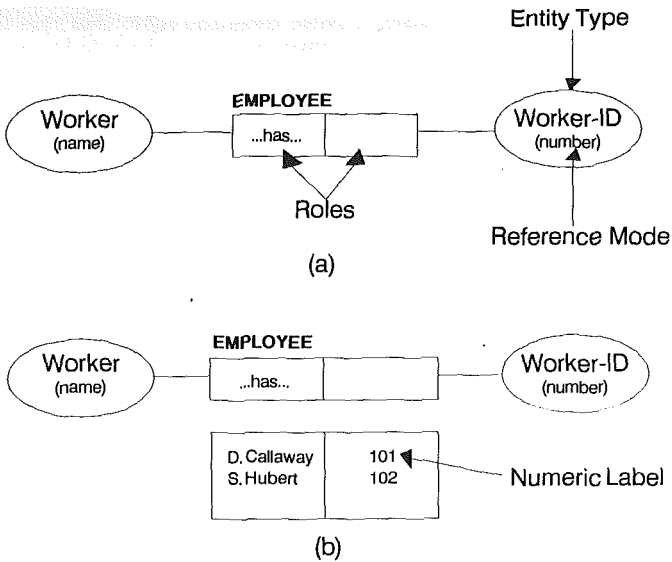 Entity Type
EMPLOYEE
Worker
(name)
...has...
Worker-ID
(number)
Roles
Reference Mode
(a)
EMPLOYEE
Worker
(name)
...has...
Worker-ID
(number)
D. Callaway 101
S. Hubert 102
Numeric Label
(b)